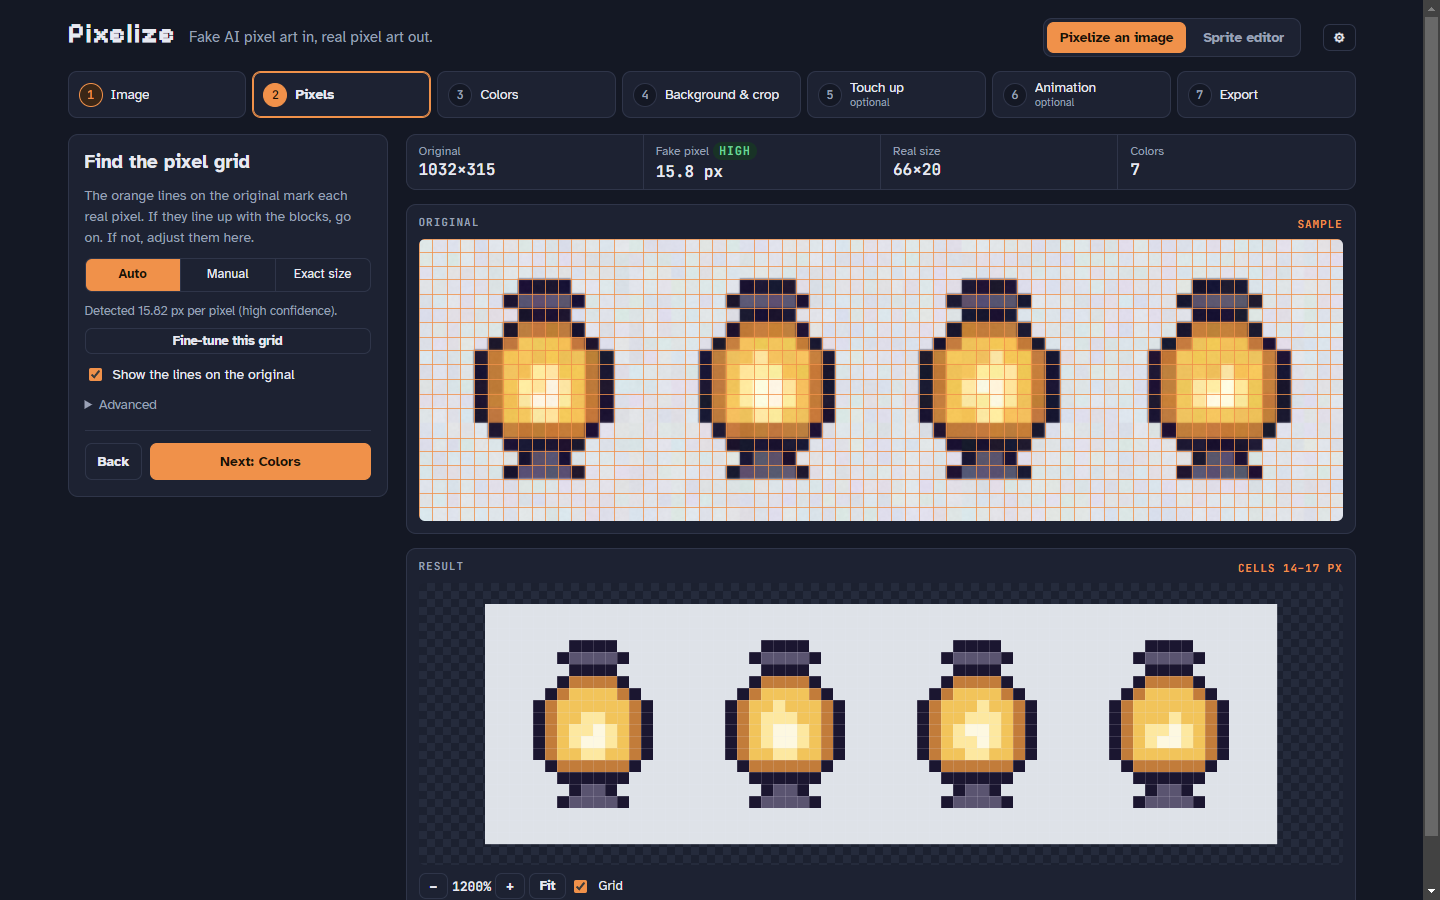 Pixelize
Fake AI pixel art in, real pixel art out.
Pixelize an image
Sprite editor
1 Image
2 Pixels
3 Colors
4 Background & crop
5 Touch up
optional
6 Animation
optional
7 Export
Find the pixel grid
The orange lines on the original mark each
real pixel. If they line up with the blocks, go
on. If not, adjust them here.
Auto
Manual
Exact size
Detected 15.82 px per pixel (high confidence).
Fine-tune this grid
Show the lines on the original
Advanced
Back
Next: Colors
Original
1032×315
Fake pixel HIGH
15.8 px
Real size
66×20
Colors
7
ORIGINAL
SAMPLE
RESULT
CELLS 14–17 PX
− 1200% + Fit Grid